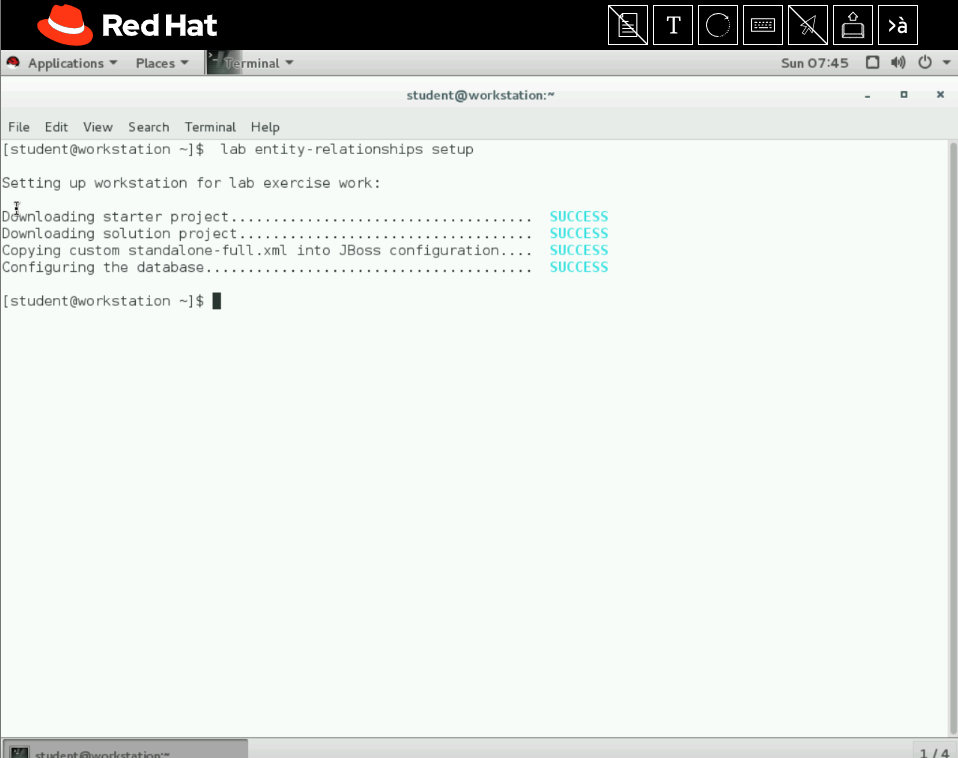 Red Hat
T
>à
Applications Places Terminal Sun 07:45
student@workstation:~
File Edit View Search Terminal Help
[student@workstation ~]$  lab entity-relationships setup
Setting up workstation for lab exercise work:
Downloading starter project....................................  SUCCESS
Downloading solution project...................................  SUCCESS
Copying custom standalone-full.xml into JBoss configuration....  SUCCESS
Configuring the database.......................................  SUCCESS
[student@workstation ~]$
student@workstation:~
1 / 4